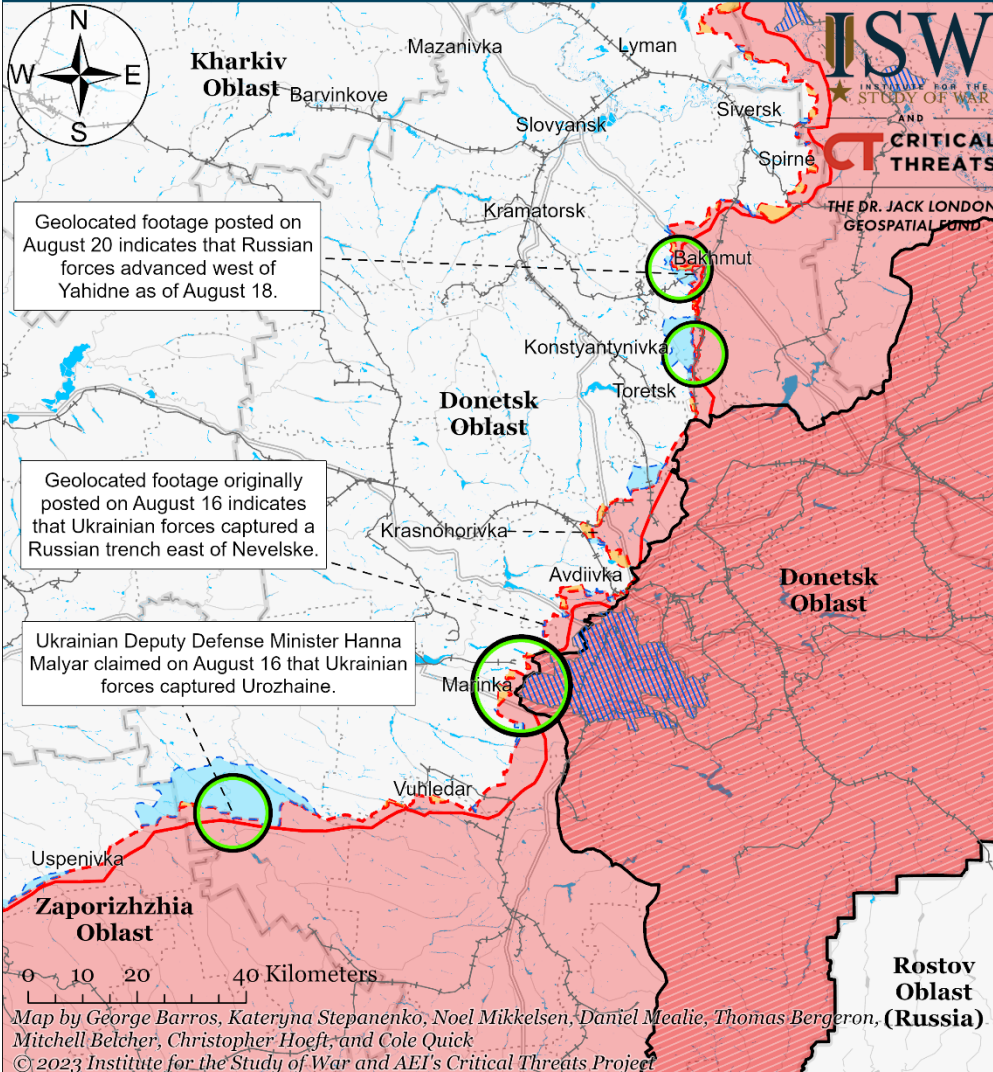 N
W
E
S
Kharkiv
Oblast
Mazanivka
Lyman
Barvinkove
Slovyansk
Siversk
Spirne
Kramatorsk
ISW
INSTITUTE FOR THE
STUDY OF WAR
AND
CT CRITICAL
THREATS
THE DR. JACK LONDON
GEOSPATIAL FUND
Geolocated footage posted on
August 20 indicates that Russian
forces advanced west of
Yahidne as of August 18.
Bakhmut
Konstyantynivka
Toretsk
Donetsk
Oblast
Geolocated footage originally
posted on August 16 indicates
that Ukrainian forces captured a
Russian trench east of Nevelske.
Krasnohorivka
Avdiivka
Donetsk
Oblast
Ukrainian Deputy Defense Minister Hanna
Malyar claimed on August 16 that Ukrainian
forces captured Urozhaine.
Marinka
Vuhledar
Uspenivka
Zaporizhzhia
Oblast
Rostov
Oblast
(Russia)
0 10 20 40 Kilometers
Map by George Barros, Kateryna Stepanenko, Noel Mikkelsen, Daniel Mealie, Thomas Bergeron,
Mitchell Belcher, Christopher Hoeft, and Cole Quick
© 2023 Institute for the Study of War and AEI's Critical Threats Project